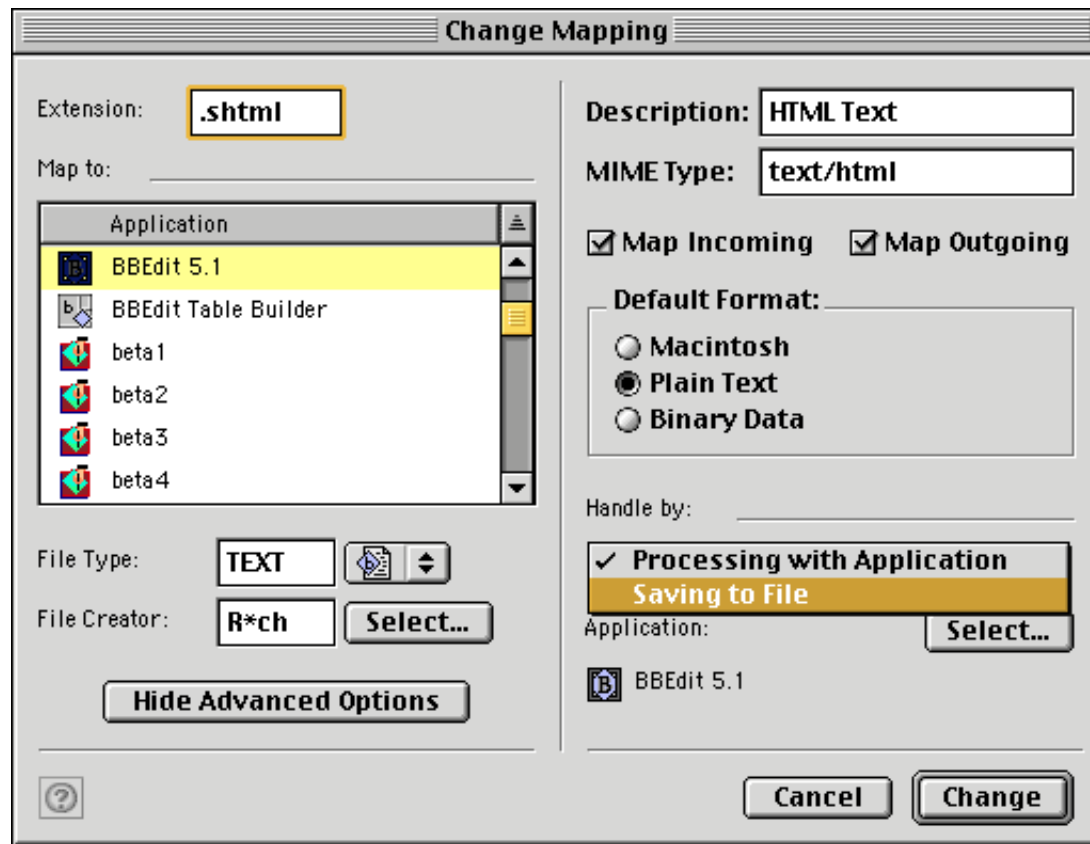 Change Mapping
Extension: .shtml
Map to:
Application
BBEdit 5.1
BBEdit Table Builder
beta1
beta2
beta3
beta4
File Type: TEXT
File Creator: R*ch Select...
Hide Advanced Options
Description: HTML Text
MIME Type: text/html
Map Incoming Map Outgoing
Default Format:
Macintosh
Plain Text
Binary Data
Handle by:
✓ Processing with Application
Saving to File
Application: Select...
BBEdit 5.1
? Cancel Change